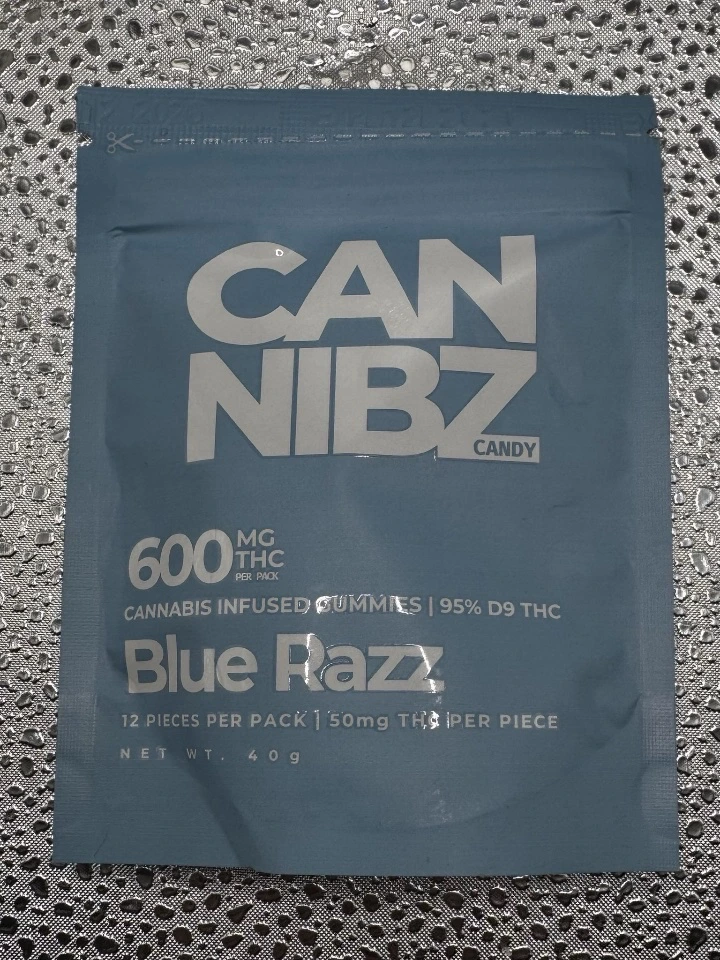 CAN
NIBZ
CANDY
600 MG THC PER PACK
CANNABIS INFUSED GUMMIES | 95% D9 THC
Blue Razz
12 PIECES PER PACK | 50mg THC PER PIECE
NET WT. 40g